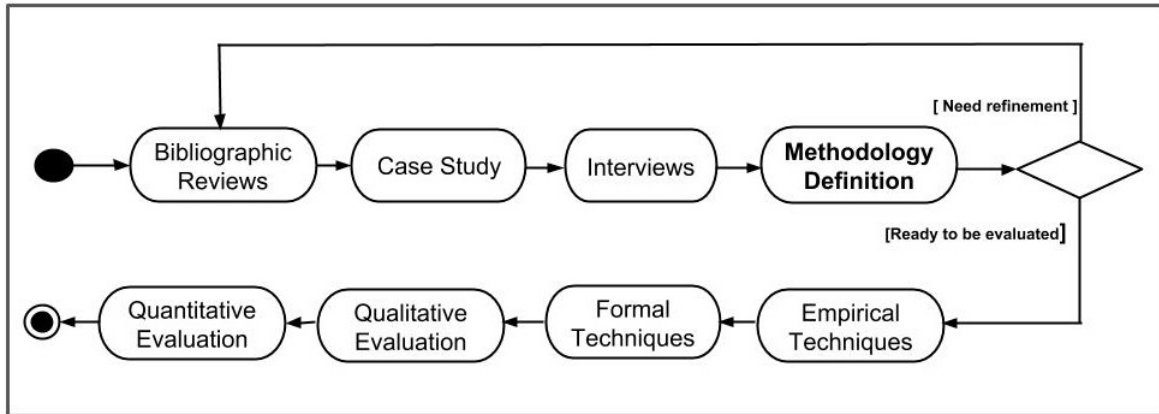 [ Need refinement ]
Bibliographic
Reviews
Case Study
Interviews
Methodology
Definition
[Ready to be evaluated]
Quantitative
Evaluation
Qualitative
Evaluation
Formal
Techniques
Empirical
Techniques